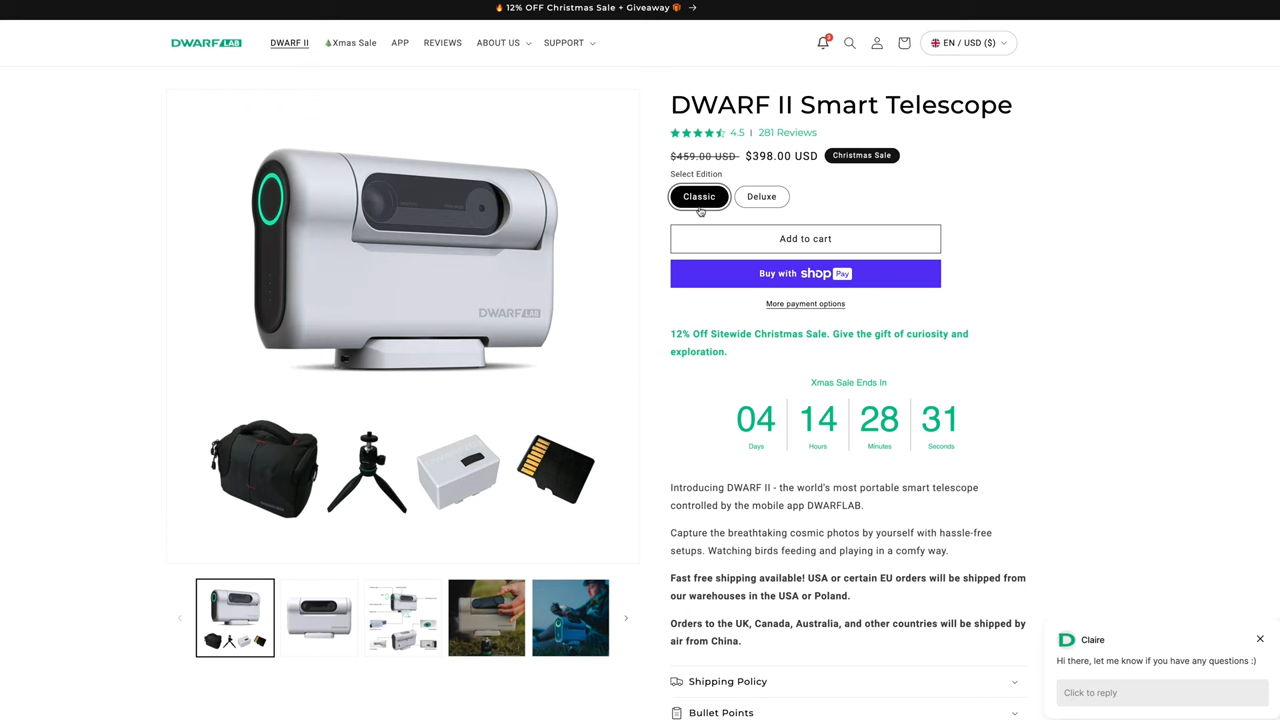 🔥 12% OFF Christmas Sale + Giveaway 🎁 →
DWARFLAB
DWARF II
🎄Xmas Sale
APP
REVIEWS
ABOUT US
SUPPORT
3
EN / USD ($)
DWARF II Smart Telescope
4.5 | 281 Reviews
$459.00 USD $398.00 USD Christmas Sale
Select Edition
Classic
Deluxe
Add to cart
Buy with shop Pay
More payment options
12% Off Sitewide Christmas Sale. Give the gift of curiosity and
exploration.
Xmas Sale Ends In
04 14 28 31
Days Hours Minutes Seconds
Introducing DWARF II - the world's most portable smart telescope
controlled by the mobile app DWARFLAB.
Capture the breathtaking cosmic photos by yourself with hassle-free
setups. Watching birds feeding and playing in a comfy way.
Fast free shipping available! USA or certain EU orders will be shipped from
our warehouses in the USA or Poland.
Orders to the UK, Canada, Australia, and other countries will be shipped by
air from China.
Shipping Policy
Bullet Points
DWARFLAB
Claire
Hi there, let me know if you have any questions :)
Click to reply